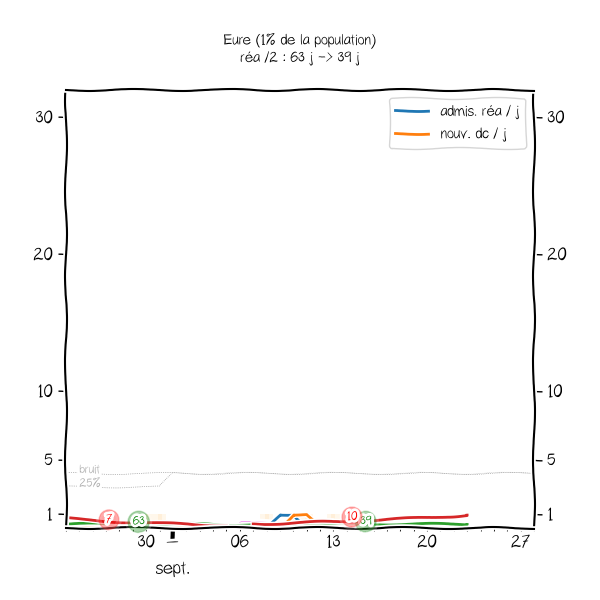 Eure (1% de la population)
réa /2 : 63 j -> 39 j
admis. réa / j
nouv. dc / j
30 30
20 20
10 10
5 5
bruit
25%
1 7 63 10 39 1
30 06 13 20 27
sept.